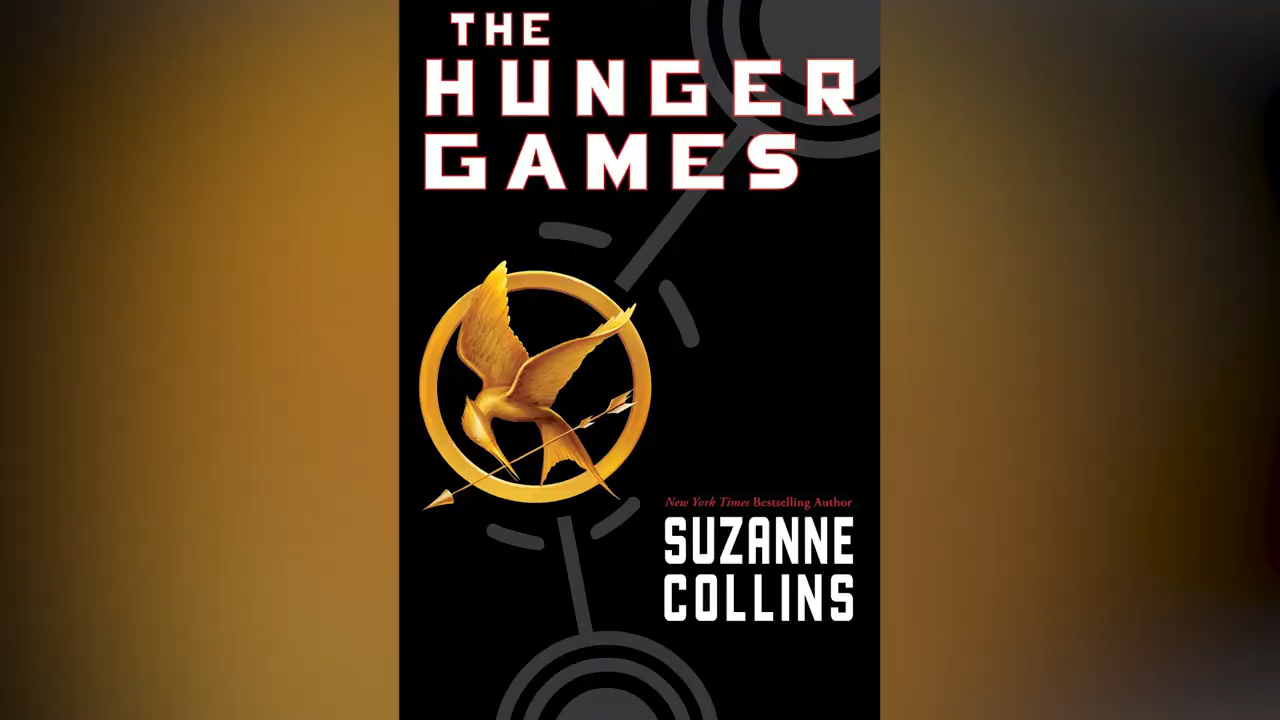 THE
HUNGER
GAMES
New York Times Bestselling Author
SUZANNE
COLLINS